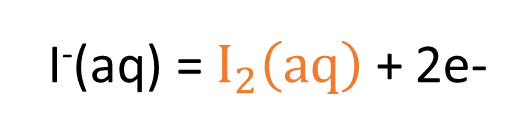 I⁻(aq) = I₂(aq) + 2e-